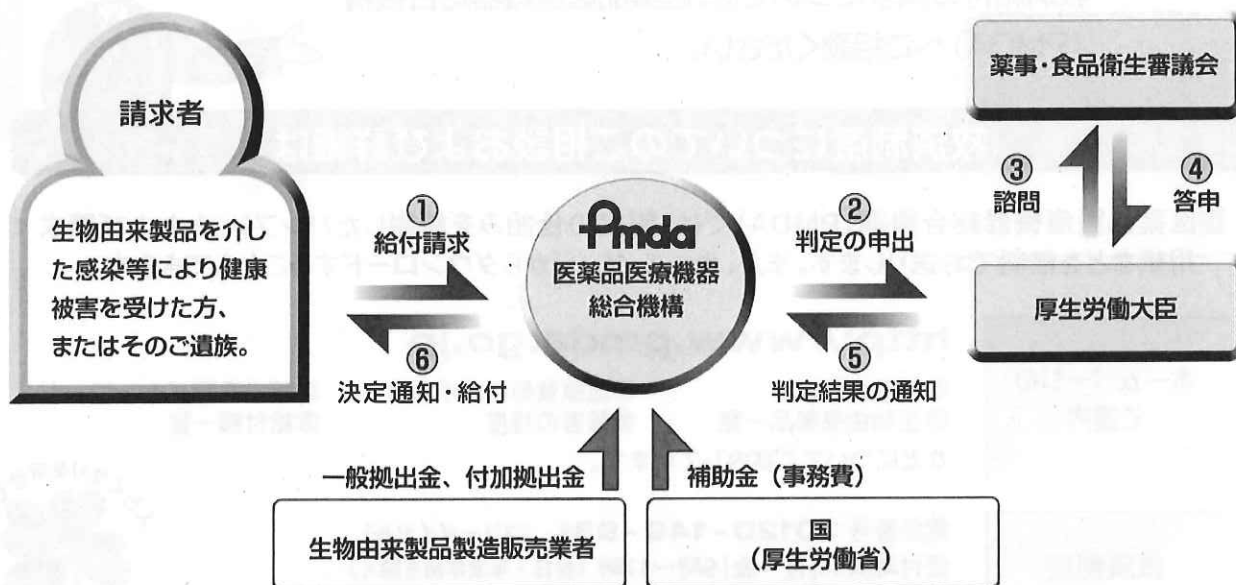 請求者
生物由来製品を介し
た感染等により健康
被害を受けた方、
またはそのご遺族。
①
給付請求
⑥
決定通知・給付
Pmda
医薬品医療機器
総合機構
②
判定の申出
⑤
判定結果の通知
薬事・食品衛生審議会
③
諮問
④
答申
厚生労働大臣
一般拠出金、付加拠出金
補助金（事務費）
生物由来製品製造販売業者
国
（厚生労働省）